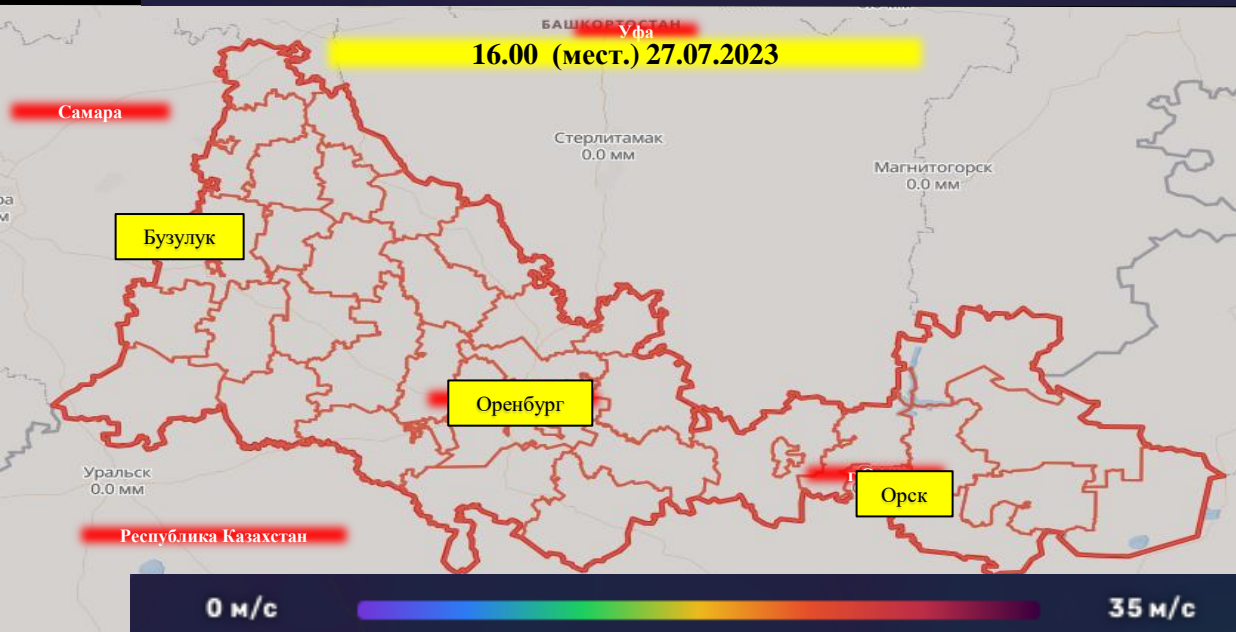 БАШКОРТОСТАН
Уфа
16.00 (мест.) 27.07.2023
Самара
Стерлитамак
0.0 мм
Магнитогорск
0.0 мм
Бузулук
Оренбург
Уральск
0.0 мм
Орск
Республика Казахстан
0 м/с
35 м/с